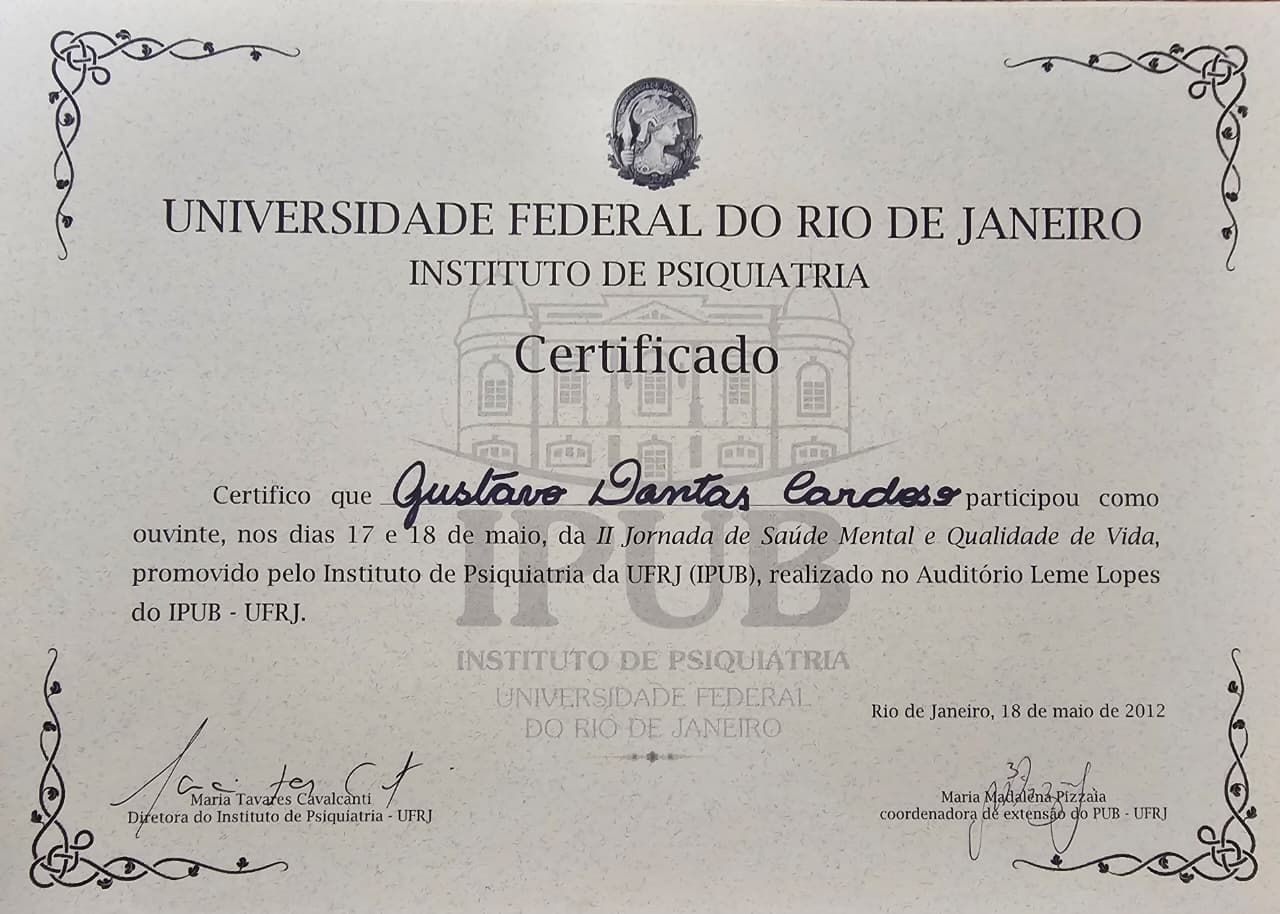 UNIVERSIDADE FEDERAL DO RIO DE JANEIRO
INSTITUTO DE PSIQUIATRIA
Certificado
Certifico que Gustavo Dantas Cardoso participou como
ouvinte, nos dias 17 e 18 de maio, da II Jornada de Saúde Mental e Qualidade de Vida,
promovido pelo Instituto de Psiquiatria da UFRJ (IPUB), realizado no Auditório Leme Lopes
do IPUB - UFRJ.
IPUB
INSTITUTO DE PSIQUIATRIA
UNIVERSIDADE FEDERAL
DO RIO DE JANEIRO
Rio de Janeiro, 18 de maio de 2012
Maria Tavares Cavalcanti
Diretora do Instituto de Psiquiatria - UFRJ
Maria Madalena Pizzaia
coordenadora de extensão do PUB - UFRJ